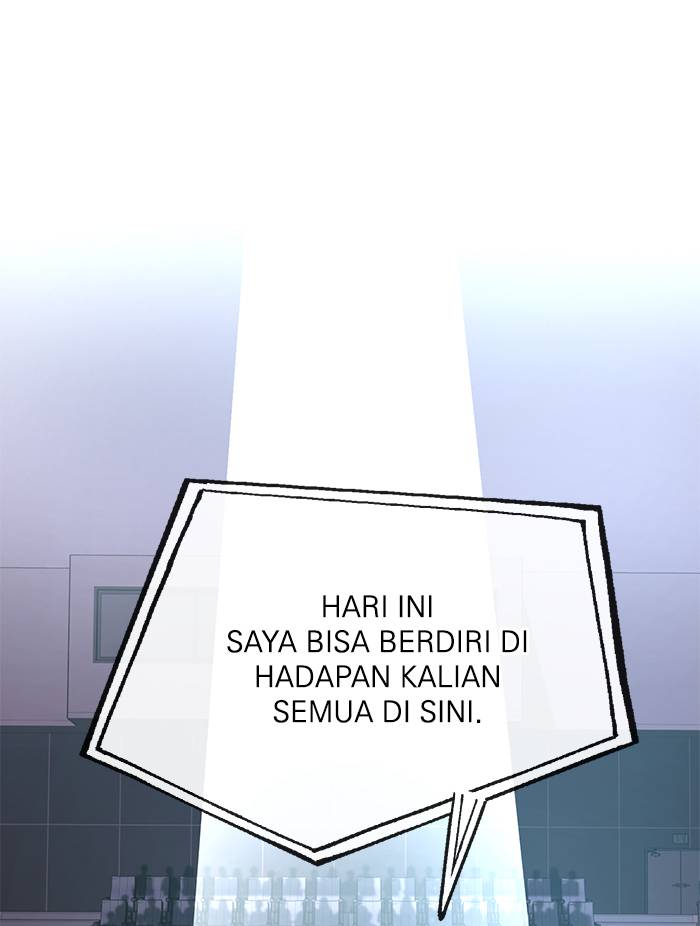 HARI INI
SAYA BISA BERDIRI DI
HADAPAN KALIAN
SEMUA DI SINI.